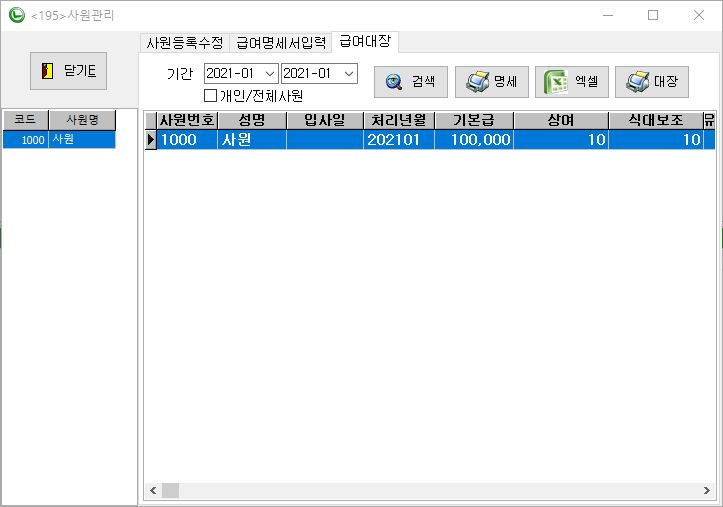 <195>사원관리
사원등록수정 급여명세서입력 급여대장
닫기E
기간 2021-01 2021-01 검색 명세 엑셀 대장
개인/전체사원
코드 사원명
1000 사원
사원번호 성명 입사일 처리년월 기본급 상여 식대보조 유
1000 사원 202101 100,000 10 10